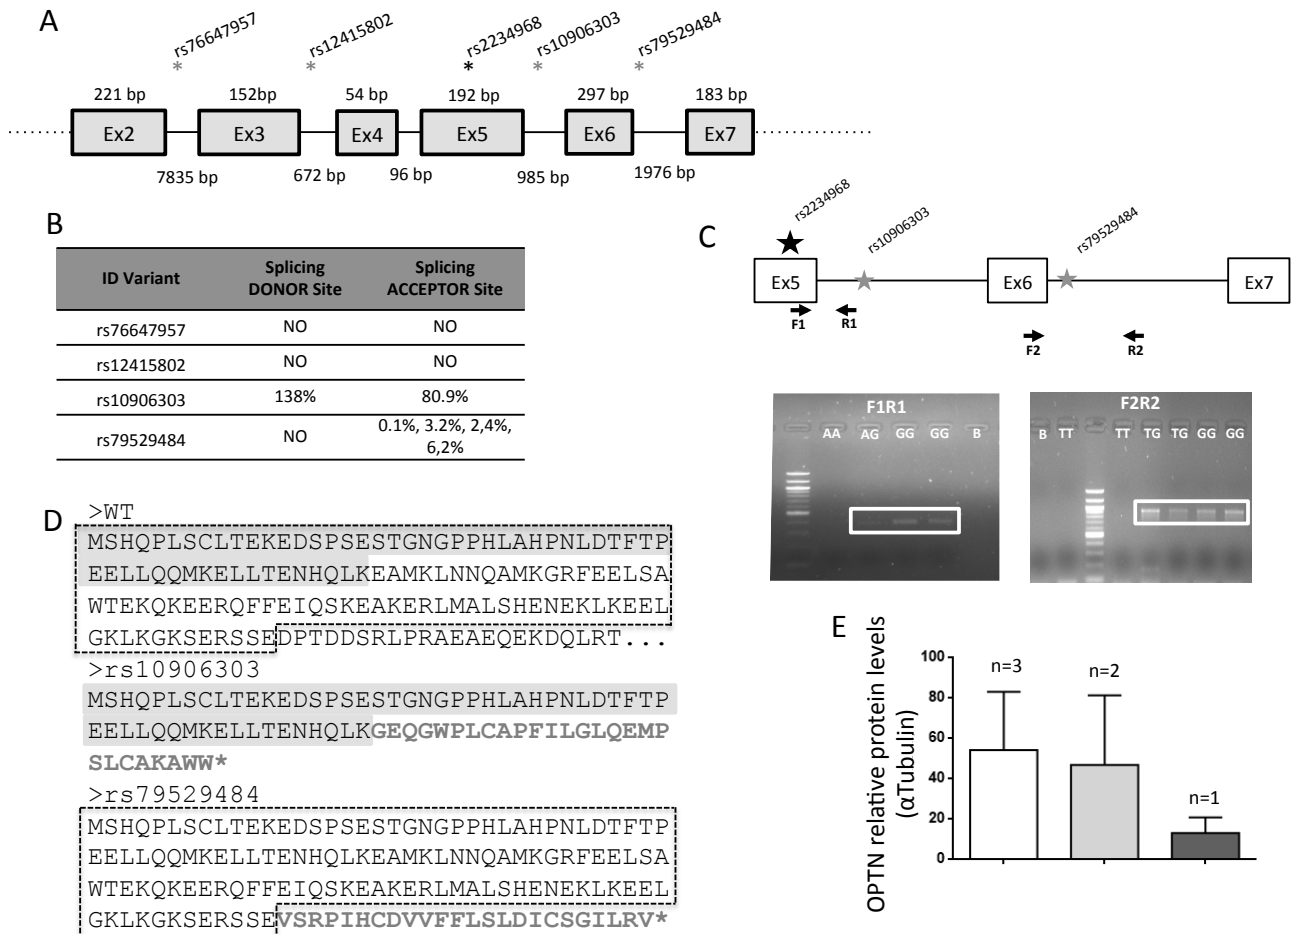 A
rs76647957
rs12415802
rs2234968
rs10906303
rs79529484
* * * * *
221 bp 152bp 54 bp 192 bp 297 bp 183 bp
Ex2 Ex3 Ex4 Ex5 Ex6 Ex7
7835 bp 672 bp 96 bp 985 bp 1976 bp
B
ID Variant Splicing DONOR Site Splicing ACCEPTOR Site
rs76647957 NO NO
rs12415802 NO NO
rs10906303 138% 80.9%
rs79529484 NO 0.1%, 3.2%, 2,4%,
6,2%
C
rs2234968
rs10906303
rs79529484
Ex5 Ex6 Ex7
F1 R1
F2 R2
F1R1
AA AG GG GG B
F2R2
B TT TT TG TG GG GG
D
>WT
MSHQPLSCLTEKEDSPSESTGNGPPHLAHPNLDTFTP
EELLQQMKELLTENHQLKEAMKLNNQAMKGRFEELSA
WTEKQKEERQFFEIQSKEAKERLMALSHENEKLKEEL
GKLKGKSERSSEDPTDDSRLPRAEAEQEKDQLRT...
>rs10906303
MSHQPLSCLTEKEDSPSESTGNGPPHLAHPNLDTFTP
EELLQQMKELLTENHQLKGEQGWPLCAPFILGLQEMP
SLCAKAWW*
>rs79529484
MSHQPLSCLTEKEDSPSESTGNGPPHLAHPNLDTFTP
EELLQQMKELLTENHQLKEAMKLNNQAMKGRFEELSA
WTEKQKEERQFFEIQSKEAKERLMALSHENEKLKEEL
GKLKGKSERSSEVSRPIHCDVVFFLSLDICSGILRV*
E
OPTN relative protein levels
(αTubulin)
100
80
60
40
20
0
n=3
n=2
n=1